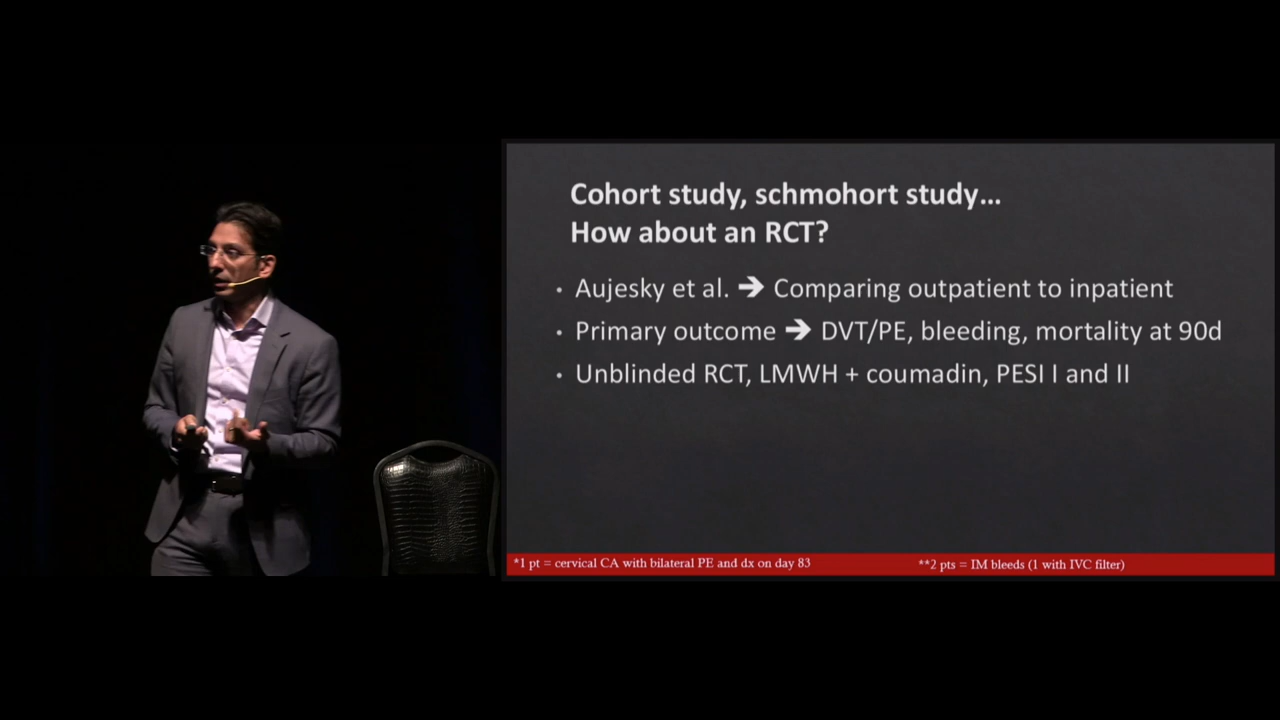 Cohort study, schmohort study...
How about an RCT?
• Aujesky et al. ➔ Comparing outpatient to inpatient
• Primary outcome ➔ DVT/PE, bleeding, mortality at 90d
• Unblinded RCT, LMWH + coumadin, PESI I and II
*1 pt = cervical CA with bilateral PE and dx on day 83
**2 pts = IM bleeds (1 with IVC filter)